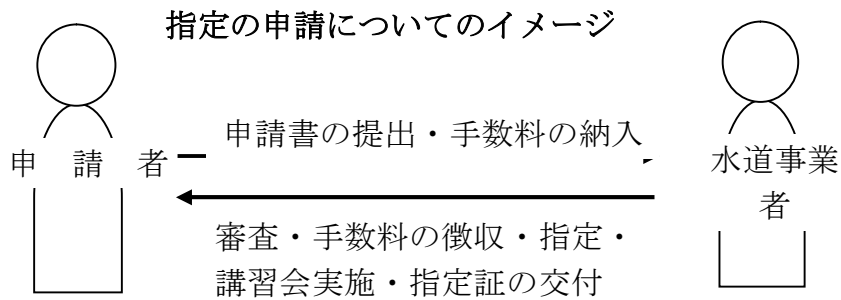 指定の申請についてのイメージ
申請書の提出・手数料の納入
申　請　者
水道事業
者
審査・手数料の徴収・指定・
講習会実施・指定証の交付